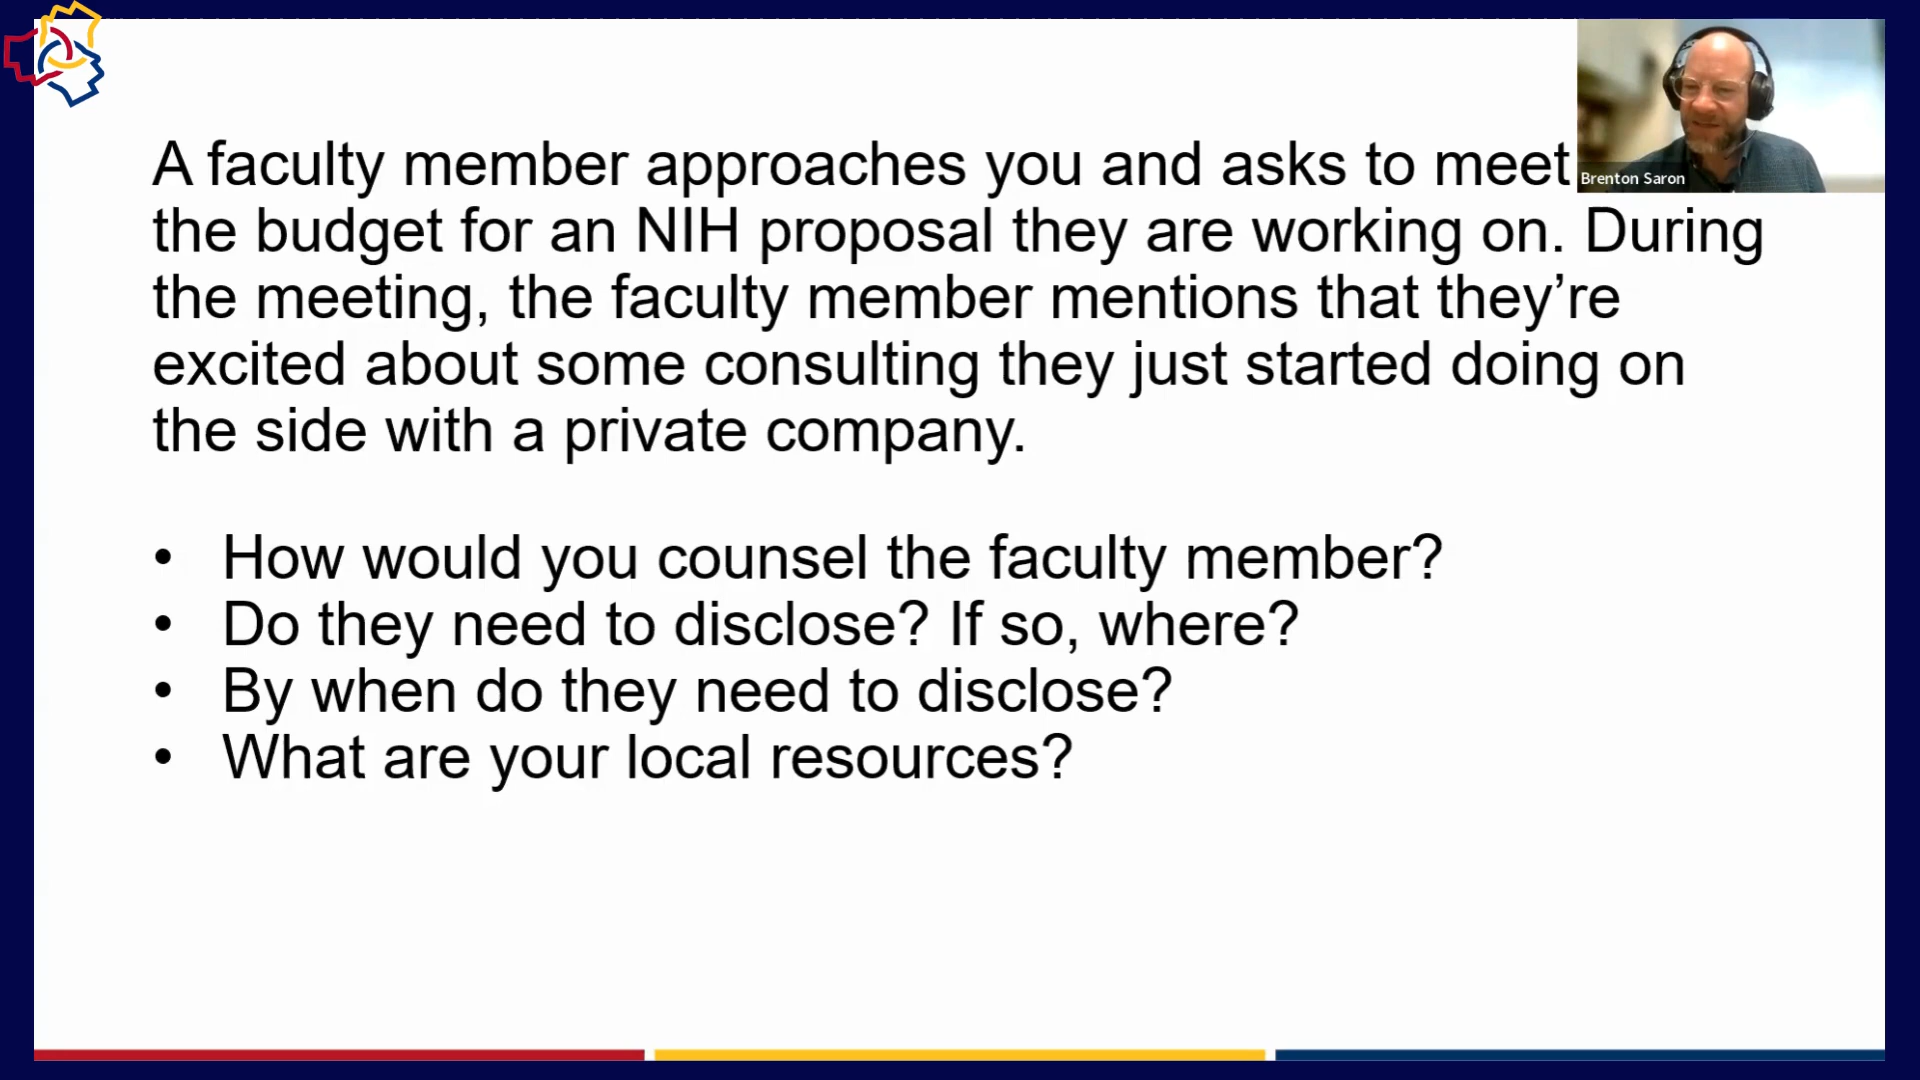 A faculty member approaches you and asks to meet
the budget for an NIH proposal they are working on. During
the meeting, the faculty member mentions that they’re
excited about some consulting they just started doing on
the side with a private company.
• How would you counsel the faculty member?
• Do they need to disclose? If so, where?
• By when do they need to disclose?
• What are your local resources?
Brenton Saron